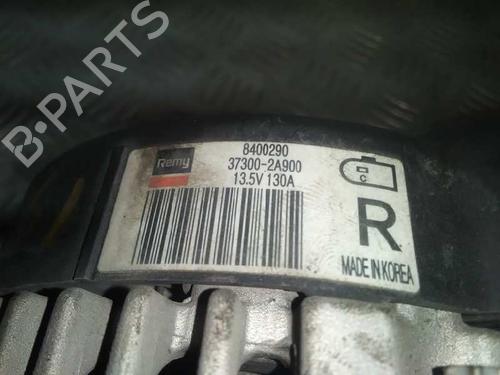 B-PARTS
Remy
8400290
37300-2A900
13.5V 130A
C
R
MADE IN KOREA